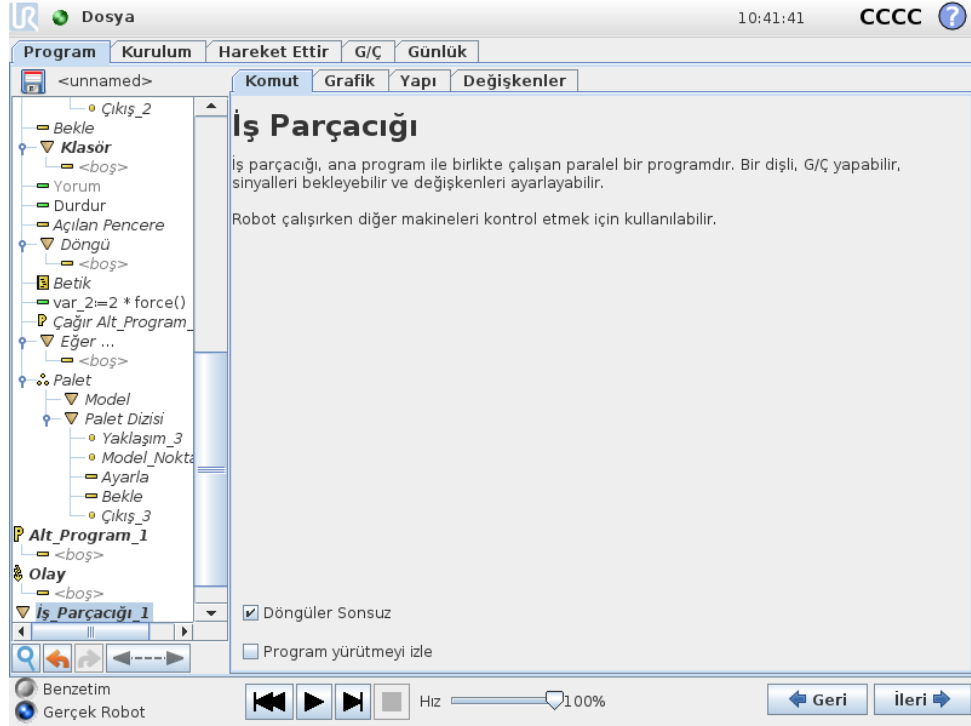 Dosya
10:41:41
CCCC
?
Program
Kurulum
Hareket Ettir
G/Ç
Günlük
<unnamed>
Komut
Grafik
Yapı
Değişkenler
Çıkış_2
Bekle
Klasör
<boş>
Yorum
Durdur
Açılan Pencere
Döngü
<boş>
Betik
var_2:=2 * force()
Çağır Alt_Program_
Eğer ...
<boş>
Palet
Model
Palet Dizisi
Yaklaşım_3
Model_Nokta
Ayarla
Bekle
Çıkış_3
Alt_Program_1
<boş>
Olay
<boş>
İş_Parçacığı_1
İş Parçacığı
İş parçacığı, ana program ile birlikte çalışan paralel bir programdır. Bir dişli, G/Ç yapabilir,
sinyalleri bekleyebilir ve değişkenleri ayarlayabilir.
Robot çalışırken diğer makineleri kontrol etmek için kullanılabilir.
Döngüler Sonsuz
Program yürütmeyi izle
Benzetim
Gerçek Robot
Hız
100%
Geri
İleri